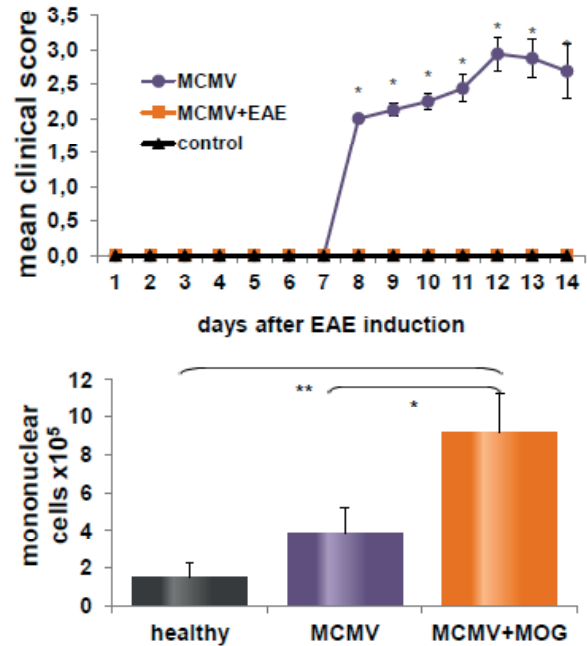 3,5
3,0
2,5
2,0
1,5
1,0
0,5
0,0
mean clinical score
MCMV
MCMV+EAE
control
* * * * * * *
1 2 3 4 5 6 7 8 9 10 11 12 13 14
days after EAE induction
12
10
8
6
4
2
0
mononuclear
cells x10⁵
**
*
healthy MCMV MCMV+MOG